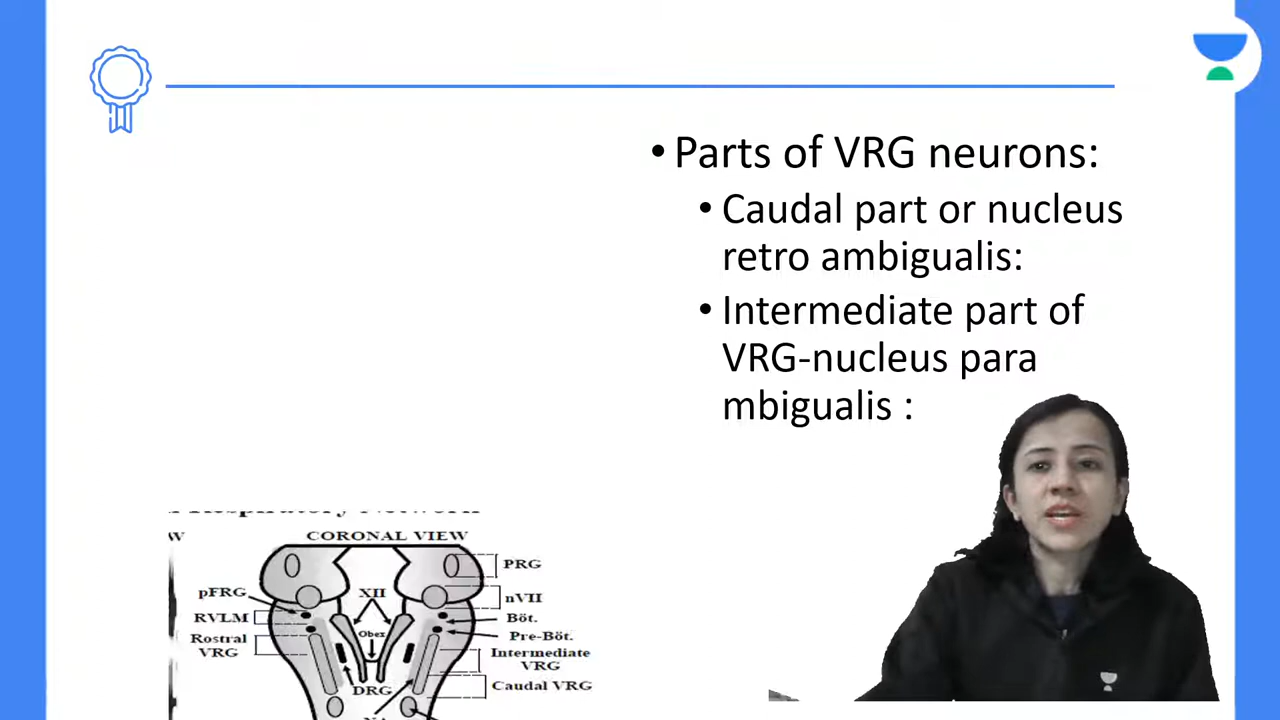 • Parts of VRG neurons:
• Caudal part or nucleus
retro ambigualis:
• Intermediate part of
VRG-nucleus para
mbigualis :
CORONAL VIEW
PRG
pFRG
XII
nVII
RVLM
Böt.
Obex
Pre-Böt.
Rostral
VRG
Intermediate
VRG
DRG
Caudal VRG